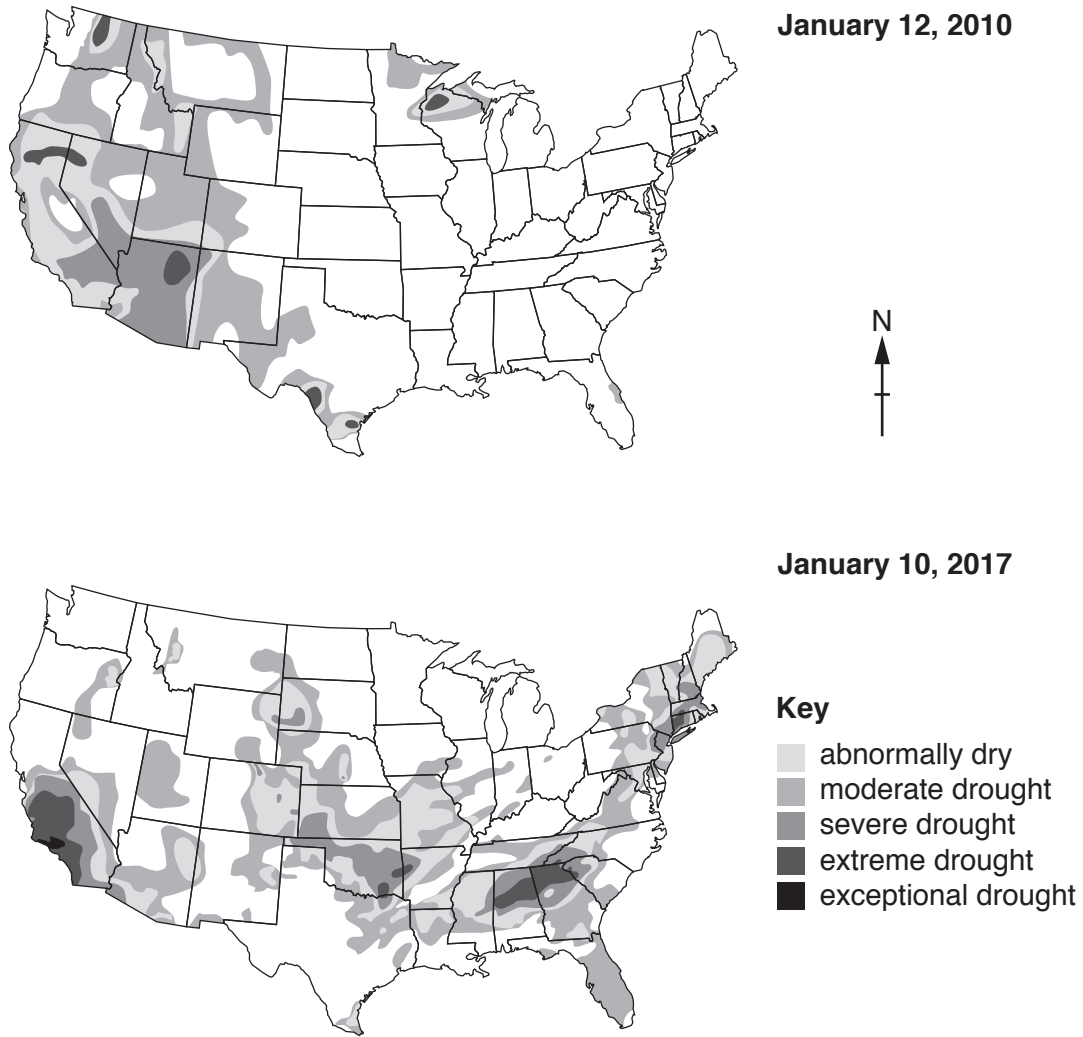 January 12, 2010
N
January 10, 2017
Key
abnormally dry
moderate drought
severe drought
extreme drought
exceptional drought